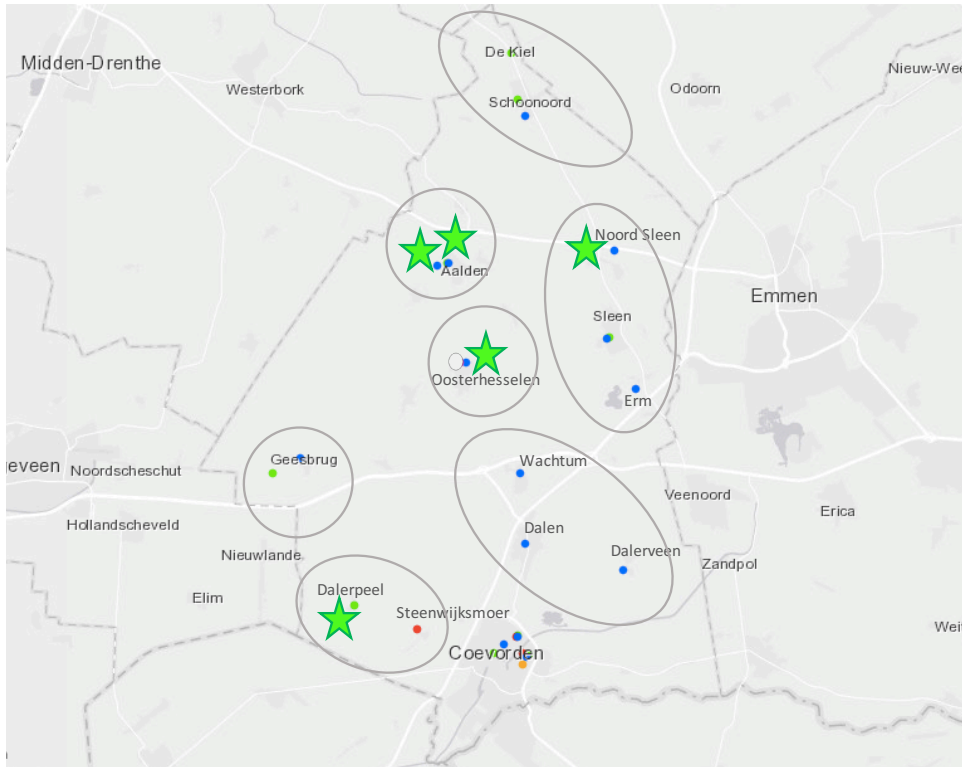 De Kiel
Midden-Drenthe
Nieuw-Wee
Westerbork
Odoorn
Schoonoord
Noord Sleen
Aalden
Emmen
Sleen
Oosterhesselen
Erm
Geesbrug
Wachtum
eveen
Noordscheschut
Veenoord
Erica
Hollandscheveld
Dalen
Nieuwlande
Dalerveen
Zandpol
Dalerpeel
Elim
Steenwijksmoer
Weit
Coevorden